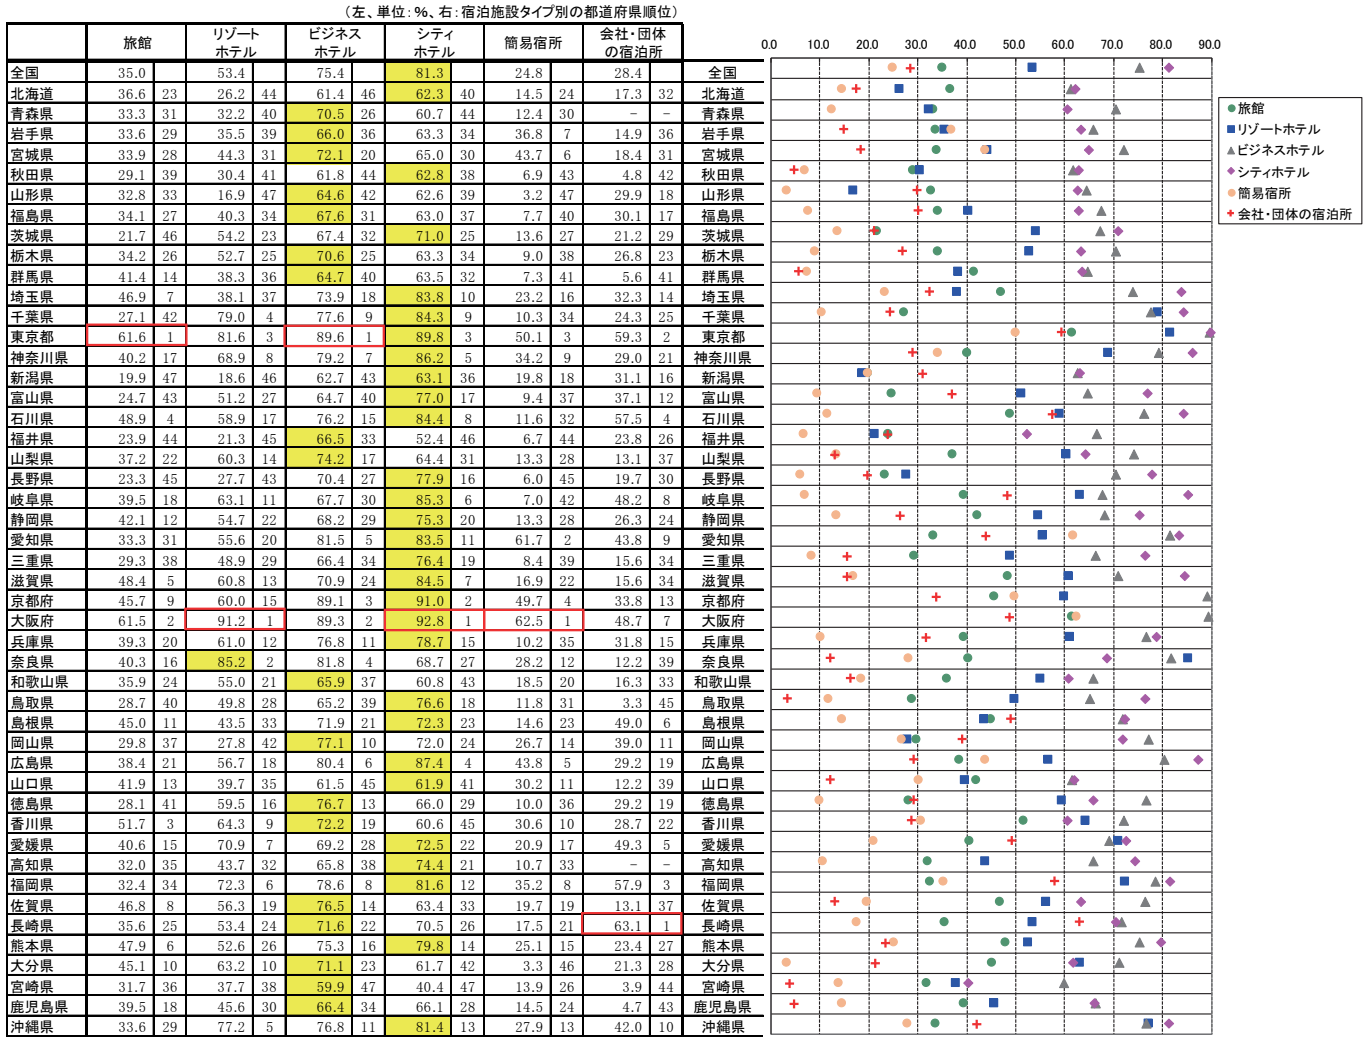 (左、単位：%、右：宿泊施設タイプ別の都道府県順位)
旅館 リゾートホテル ビジネスホテル シティホテル 簡易宿所 会社・団体の宿泊所
0.0 10.0 20.0 30.0 40.0 50.0 60.0 70.0 80.0 90.0
全国 35.0 53.4 75.4 81.3 24.8 28.4 全国
北海道 36.6 23 26.2 44 61.4 46 62.3 40 14.5 24 17.3 32 北海道
青森県 33.3 31 32.2 40 70.5 26 60.7 44 12.4 30 － － 青森県
岩手県 33.6 29 35.5 39 66.0 36 63.3 34 36.8 7 14.9 36 岩手県
宮城県 33.9 28 44.3 31 72.1 20 65.0 30 43.7 6 18.4 31 宮城県
秋田県 29.1 39 30.4 41 61.8 44 62.8 38 6.9 43 4.8 42 秋田県
山形県 32.8 33 16.9 47 64.6 42 62.6 39 3.2 47 29.9 18 山形県
福島県 34.1 27 40.3 34 67.6 31 63.0 37 7.7 40 30.1 17 福島県
茨城県 21.7 46 54.2 23 67.4 32 71.0 25 13.6 27 21.2 29 茨城県
栃木県 34.2 26 52.7 25 70.6 25 63.3 34 9.0 38 26.8 23 栃木県
群馬県 41.4 14 38.3 36 64.7 40 63.5 32 7.3 41 5.6 41 群馬県
埼玉県 46.9 7 38.1 37 73.9 18 83.8 10 23.2 16 32.3 14 埼玉県
千葉県 27.1 42 79.0 4 77.6 9 84.3 9 10.3 34 24.3 25 千葉県
東京都 61.6 1 81.6 3 89.6 1 89.8 3 50.1 3 59.3 2 東京都
神奈川県 40.2 17 68.9 8 79.2 7 86.2 5 34.2 9 29.0 21 神奈川県
新潟県 19.9 47 18.6 46 62.7 43 63.1 36 19.8 18 31.1 16 新潟県
富山県 24.7 43 51.2 27 64.7 40 77.0 17 9.4 37 37.1 12 富山県
石川県 48.9 4 58.9 17 76.2 15 84.4 8 11.6 32 57.5 4 石川県
福井県 23.9 44 21.3 45 66.5 33 52.4 46 6.7 44 23.8 26 福井県
山梨県 37.2 22 60.3 14 74.2 17 64.4 31 13.3 28 13.1 37 山梨県
長野県 23.3 45 27.7 43 70.4 27 77.9 16 6.0 45 19.7 30 長野県
岐阜県 39.5 18 63.1 11 67.7 30 85.3 6 7.0 42 48.2 8 岐阜県
静岡県 42.1 12 54.7 22 68.2 29 75.3 20 13.3 28 26.3 24 静岡県
愛知県 33.3 31 55.6 20 81.5 5 83.5 11 61.7 2 43.8 9 愛知県
三重県 29.3 38 48.9 29 66.4 34 76.4 19 8.4 39 15.6 34 三重県
滋賀県 48.4 5 60.8 13 70.9 24 84.5 7 16.9 22 15.6 34 滋賀県
京都府 45.7 9 60.0 15 89.1 3 91.0 2 49.7 4 33.8 13 京都府
大阪府 61.5 2 91.2 1 89.3 2 92.8 1 62.5 1 48.7 7 大阪府
兵庫県 39.3 20 61.0 12 76.8 11 78.7 15 10.2 35 31.8 15 兵庫県
奈良県 40.3 16 85.2 2 81.8 4 68.7 27 28.2 12 12.2 39 奈良県
和歌山県 35.9 24 55.0 21 65.9 37 60.8 43 18.5 20 16.3 33 和歌山県
鳥取県 28.7 40 49.8 28 65.2 39 76.6 18 11.8 31 3.3 45 鳥取県
島根県 45.0 11 43.5 33 71.9 21 72.3 23 14.6 23 49.0 6 島根県
岡山県 29.8 37 27.8 42 77.1 10 72.0 24 26.7 14 39.0 11 岡山県
広島県 38.4 21 56.7 18 80.4 6 87.4 4 43.8 5 29.2 19 広島県
山口県 41.9 13 39.7 35 61.5 45 61.9 41 30.2 11 12.2 39 山口県
徳島県 28.1 41 59.5 16 76.7 13 66.0 29 10.0 36 29.2 19 徳島県
香川県 51.7 3 64.3 9 72.2 19 60.6 45 30.6 10 28.7 22 香川県
愛媛県 40.6 15 70.9 7 69.2 28 72.5 22 20.9 17 49.3 5 愛媛県
高知県 32.0 35 43.7 32 65.8 38 74.4 21 10.7 33 － － 高知県
福岡県 32.4 34 72.3 6 78.6 8 81.6 12 35.2 8 57.9 3 福岡県
佐賀県 46.8 8 56.3 19 76.5 14 63.4 33 19.7 19 13.1 37 佐賀県
長崎県 35.6 25 53.4 24 71.6 22 70.5 26 17.5 21 63.1 1 長崎県
熊本県 47.9 6 52.6 26 75.3 16 79.8 14 25.1 15 23.4 27 熊本県
大分県 45.1 10 63.2 10 71.1 23 61.7 42 3.3 46 21.3 28 大分県
宮崎県 31.7 36 37.7 38 59.9 47 40.4 47 13.9 26 3.9 44 宮崎県
鹿児島県 39.5 18 45.6 30 66.4 34 66.1 28 14.5 24 4.7 43 鹿児島県
沖縄県 33.6 29 77.2 5 76.8 11 81.4 13 27.9 13 42.0 10 沖縄県
旅館
リゾートホテル
ビジネスホテル
シティホテル
簡易宿所
会社・団体の宿泊所